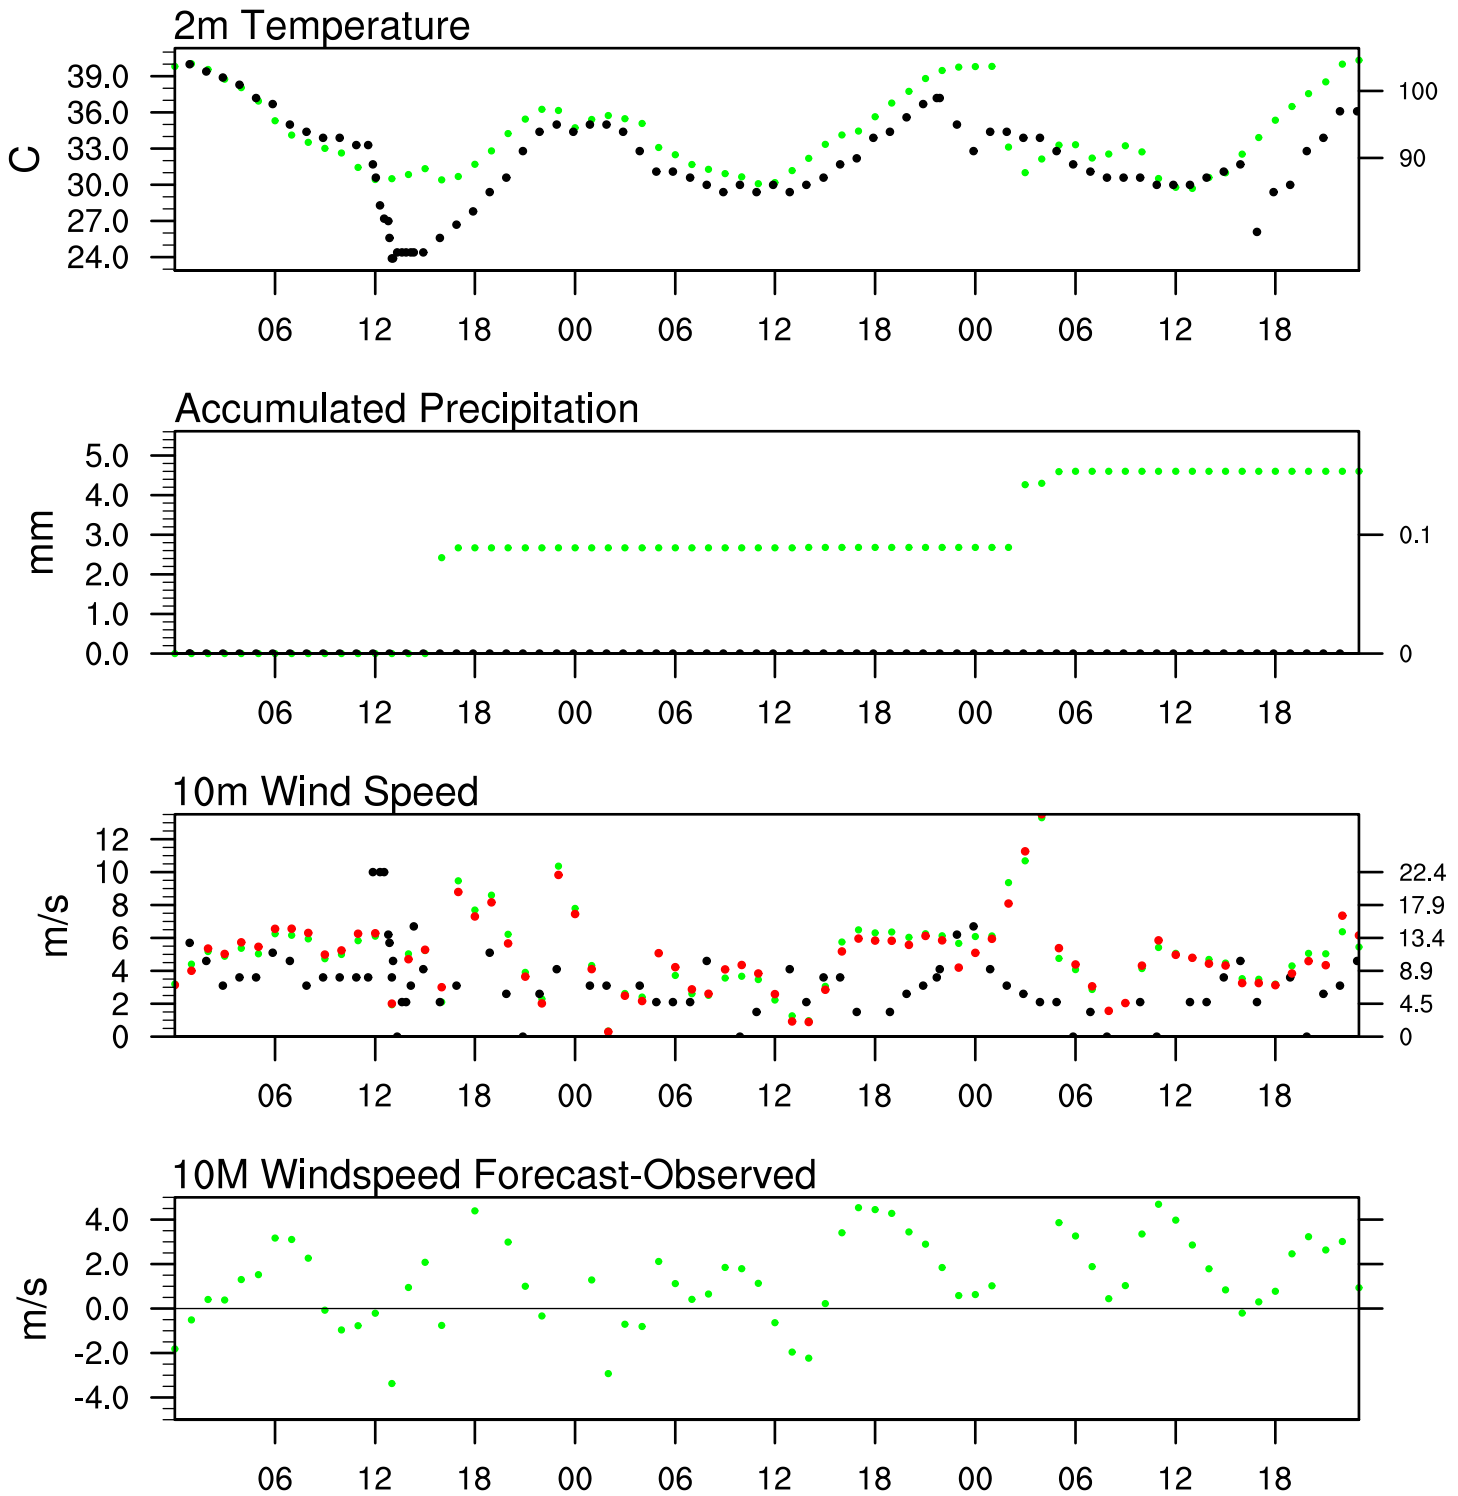 2m Temperature
39.0
36.0
33.0
30.0
27.0
24.0
C
100
90
06 12 18 00 06 12 18 00 06 12 18
Accumulated Precipitation
5.0
4.0
3.0
2.0
1.0
0.0
mm
0.1
0
06 12 18 00 06 12 18 00 06 12 18
10m Wind Speed
12
10
8
6
4
2
0
m/s
22.4
17.9
13.4
8.9
4.5
0
06 12 18 00 06 12 18 00 06 12 18
10M Windspeed Forecast-Observed
4.0
2.0
0.0
-2.0
-4.0
m/s
06 12 18 00 06 12 18 00 06 12 18